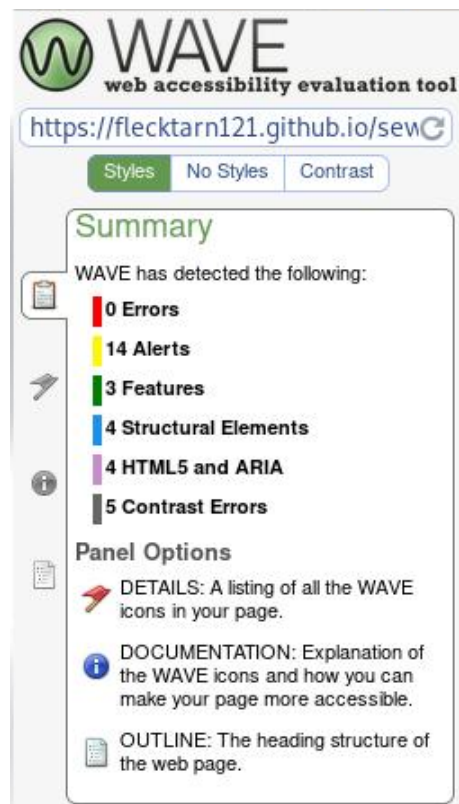 WAVE
web accessibility evaluation tool
https://flecktarn121.github.io/sew
Styles No Styles Contrast
Summary
WAVE has detected the following:
0 Errors
14 Alerts
3 Features
4 Structural Elements
4 HTML5 and ARIA
5 Contrast Errors
Panel Options
DETAILS: A listing of all the WAVE
icons in your page.
DOCUMENTATION: Explanation of
the WAVE icons and how you can
make your page more accessible.
OUTLINE: The heading structure of
the web page.